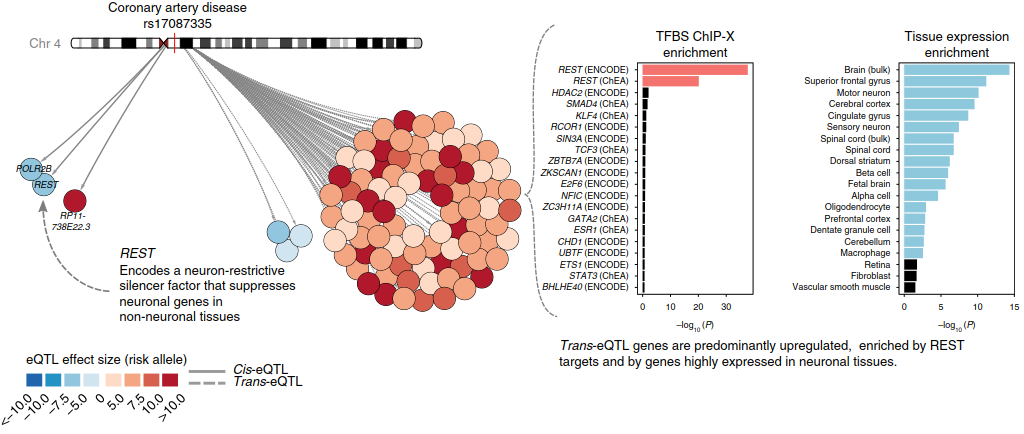 Coronary artery disease
rs17087335
Chr 4
POLR2B
REST
RP11-
738E22.3
REST
Encodes a neuron-restrictive
silencer factor that suppresses
neuronal genes in
non-neuronal tissues
eQTL effect size (risk allele)
<–10.0
–10.0
–7.5
–5.0
0
5.0
7.5
10.0
>10.0
Cis-eQTL
Trans-eQTL
TFBS ChIP-X
enrichment
REST (ENCODE)
REST (ChEA)
HDAC2 (ENCODE)
SMAD4 (ChEA)
KLF4 (ChEA)
RCOR1 (ENCODE)
SIN3A (ENCODE)
TCF3 (ChEA)
ZBTB7A (ENCODE)
ZKSCAN1 (ENCODE)
E2F6 (ENCODE)
NFIC (ENCODE)
ZC3H11A (ENCODE)
GATA2 (ChEA)
ESR1 (ChEA)
CHD1 (ENCODE)
UBTF (ENCODE)
ETS1 (ENCODE)
STAT3 (ChEA)
BHLHE40 (ENCODE)
0 10 20 30
–log10 (P)
Tissue expression
enrichment
Brain (bulk)
Superior frontal gyrus
Motor neuron
Cerebral cortex
Cingulate gyrus
Sensory neuron
Spinal cord (bulk)
Spinal cord
Dorsal striatum
Beta cell
Fetal brain
Alpha cell
Oligodendrocyte
Prefrontal cortex
Dentate granule cell
Cerebellum
Macrophage
Retina
Fibroblast
Vascular smooth muscle
0 5 10 15
–log10 (P)
Trans-eQTL genes are predominantly upregulated, enriched by REST
targets and by genes highly expressed in neuronal tissues.